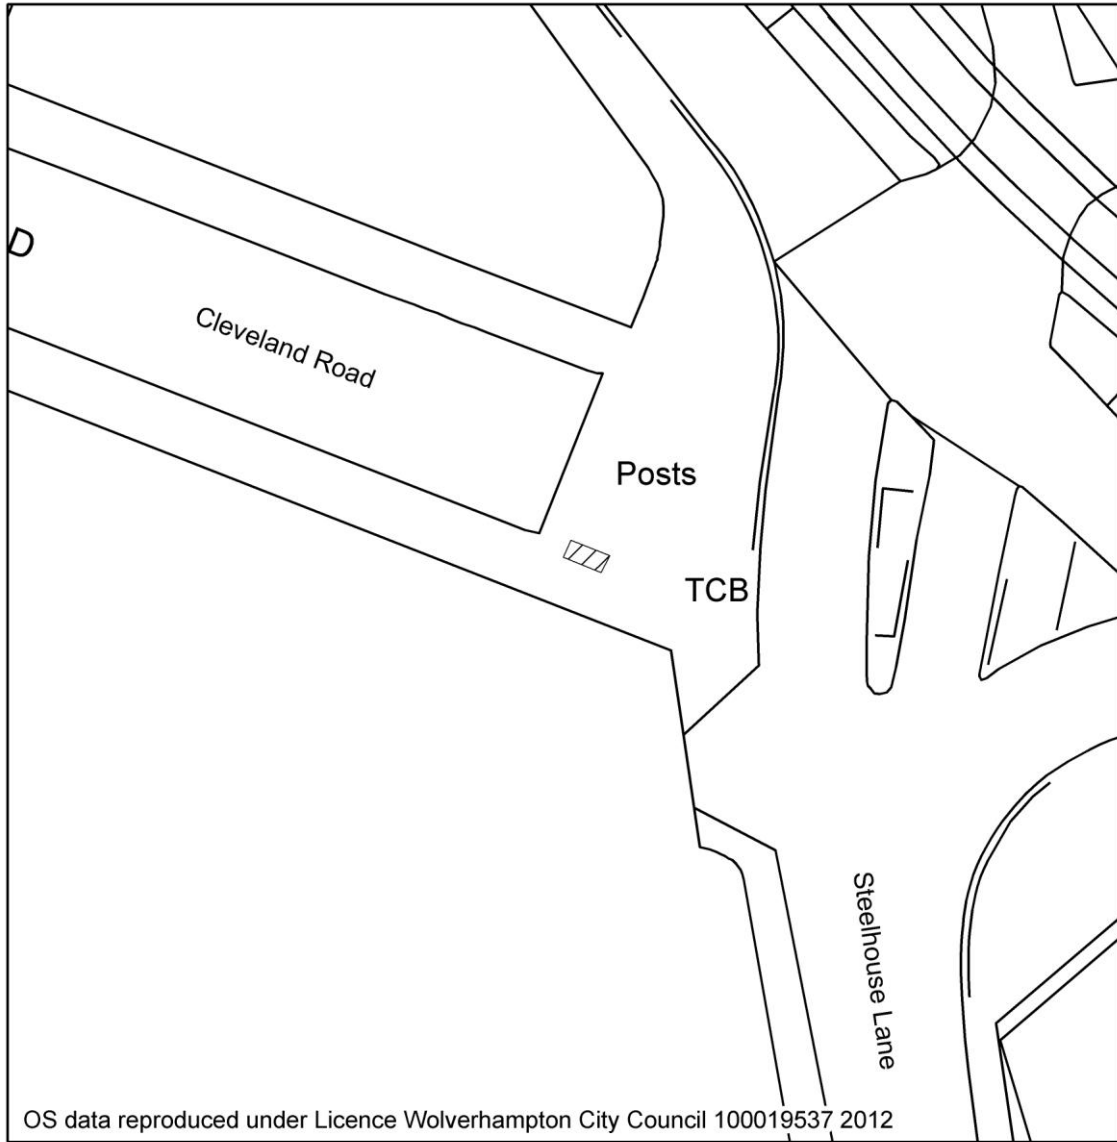 D
Cleveland Road
Posts
TCB
Steelhouse Lane
OS data reproduced under Licence Wolverhampton City Council 100019537 2012